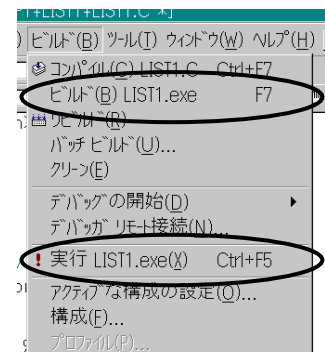 +LIST1+LIST1.C *]
ﾋﾞﾙﾄﾞ(B) ﾂｰﾙ(T) ｳｨﾝﾄﾞｳ(W) ﾍﾙﾌﾟ(H)
ｺﾝﾊﾟｲﾙ(C) LIST1.C Ctrl+F7
ﾋﾞﾙﾄﾞ(B) LIST1.exe F7
ﾘﾋﾞﾙﾄﾞ(R)
ﾊﾞｯﾁ ﾋﾞﾙﾄﾞ(U)...
ｸﾘｰﾝ(E)
ﾃﾞﾊﾞｯｸﾞの開始(D)
ﾃﾞﾊﾞｯｶﾞ ﾘﾓｰﾄ接続(N)...
実行 LIST1.exe(X) Ctrl+F5
ｱｸﾃｨﾌﾞな構成の設定(O)...
構成(F)...
ﾌﾟﾛﾌｧｲﾙ(P)...